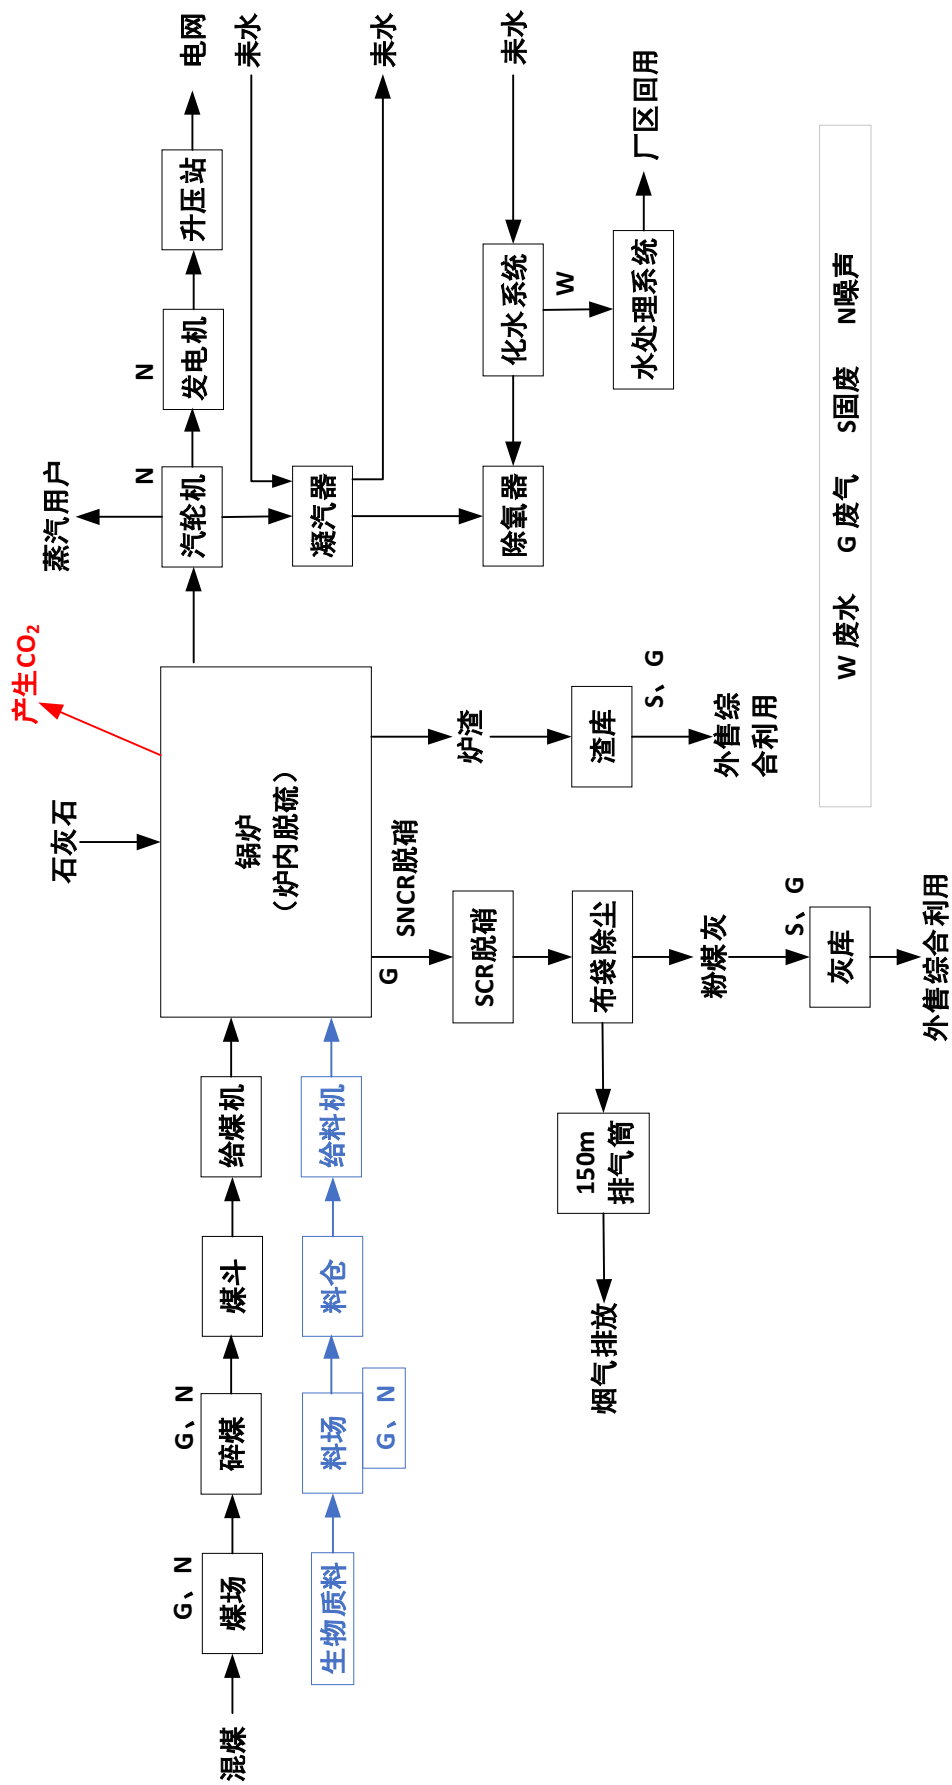 产生CO₂
石灰石
蒸汽用户
N
N
混煤
G、N
煤场
G、N
碎煤
煤斗
给煤机
锅炉
（炉内脱硫）
汽轮机
发电机
升压站
电网
生物质料
料场
G、N
料仓
给料机
凝汽器
耒水
耒水
G
SNCR脱硝
SCR脱硝
炉渣
除氧器
化水系统
耒水
W
布袋除尘
渣库
S、G
水处理系统
厂区回用
150m
排气筒
烟气排放
粉煤灰
外售综
合利用
S、G
灰库
外售综合利用
W 废水 G 废气 S固废 N噪声